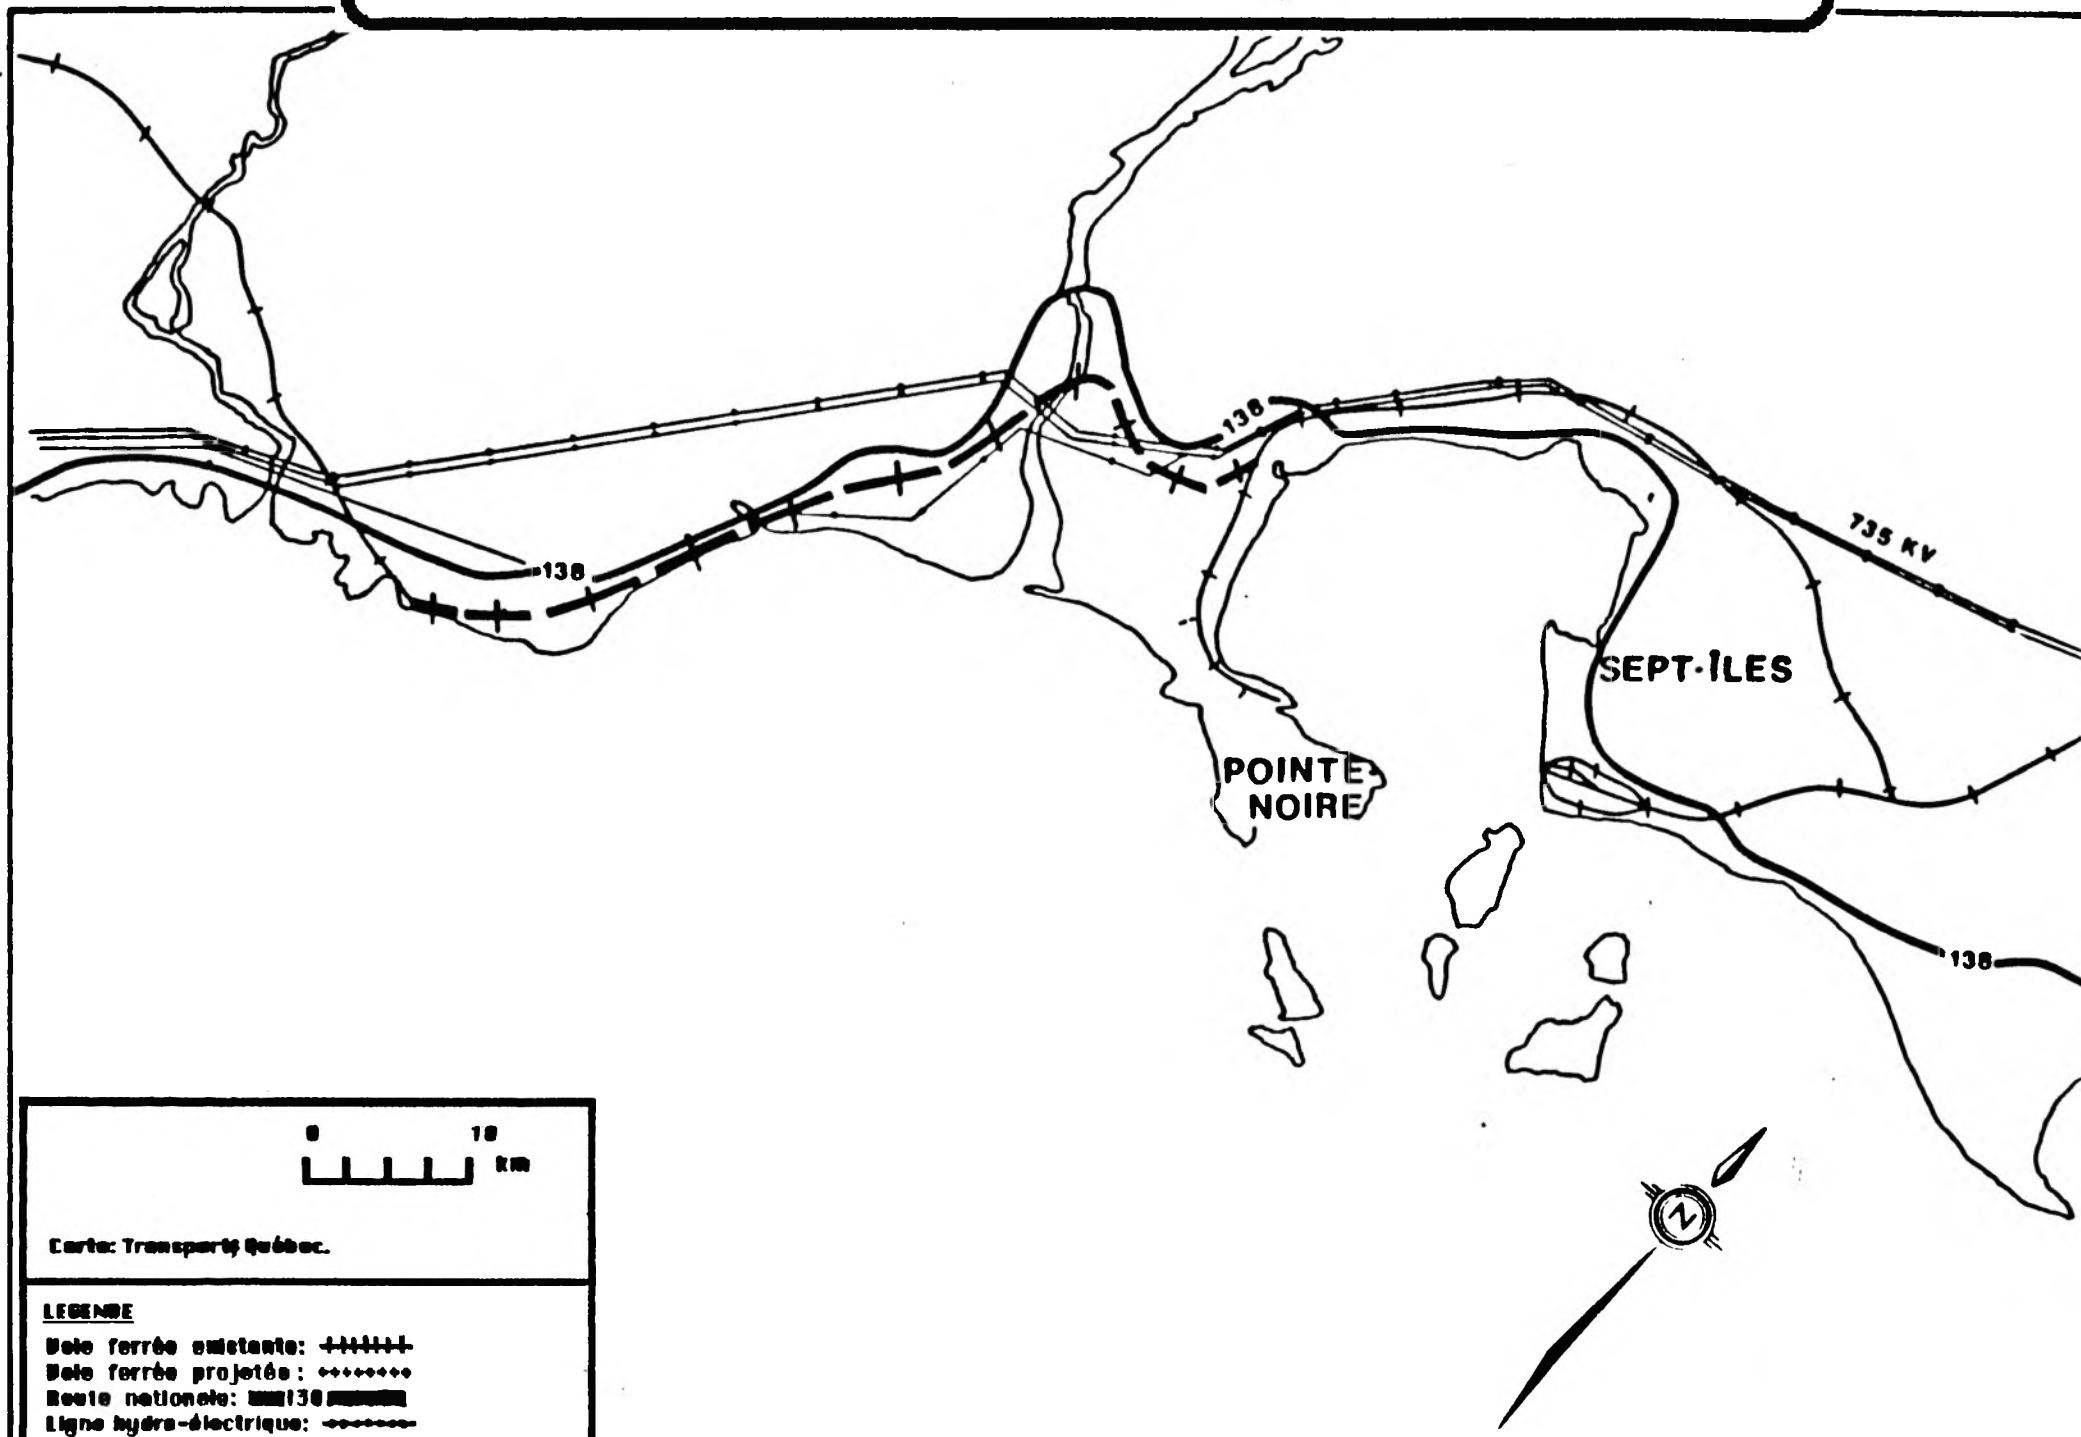 138
138
735 KV
SEPT-ÎLES
POINTE
NOIRE
138
0 10
km
Carte: Transports Québec.
LEGENDE
Voie ferrée existante:
Voie ferrée projetée:
Route nationale: 138
Ligne hydro-électrique:
N